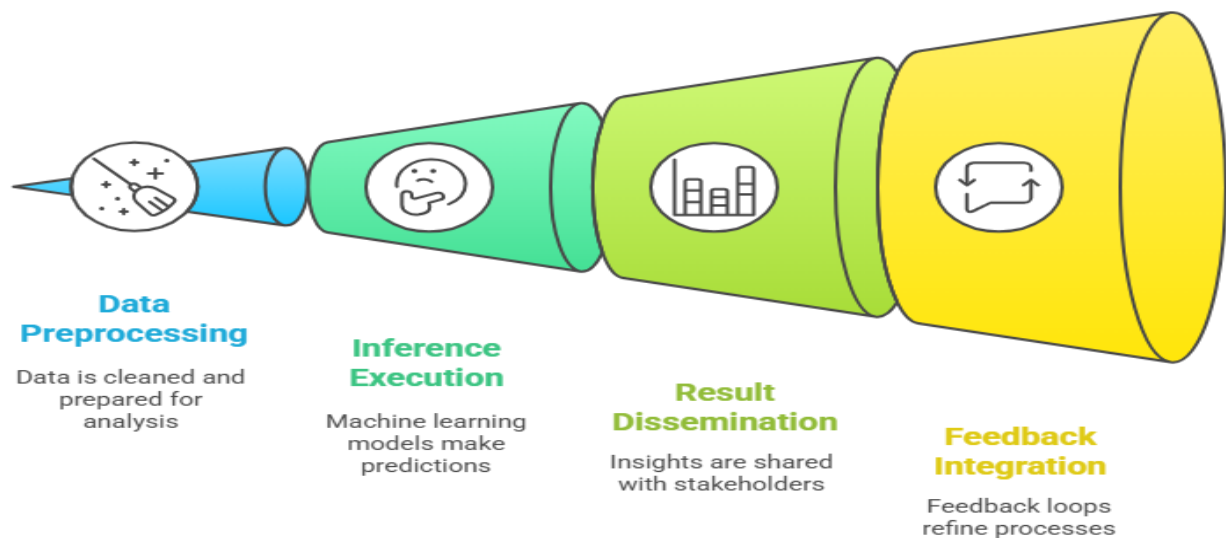 Data
Preprocessing
Data is cleaned and
prepared for
analysis
Inference
Execution
Machine learning
models make
predictions
Result
Dissemination
Insights are shared
with stakeholders
Feedback
Integration
Feedback loops
refine processes